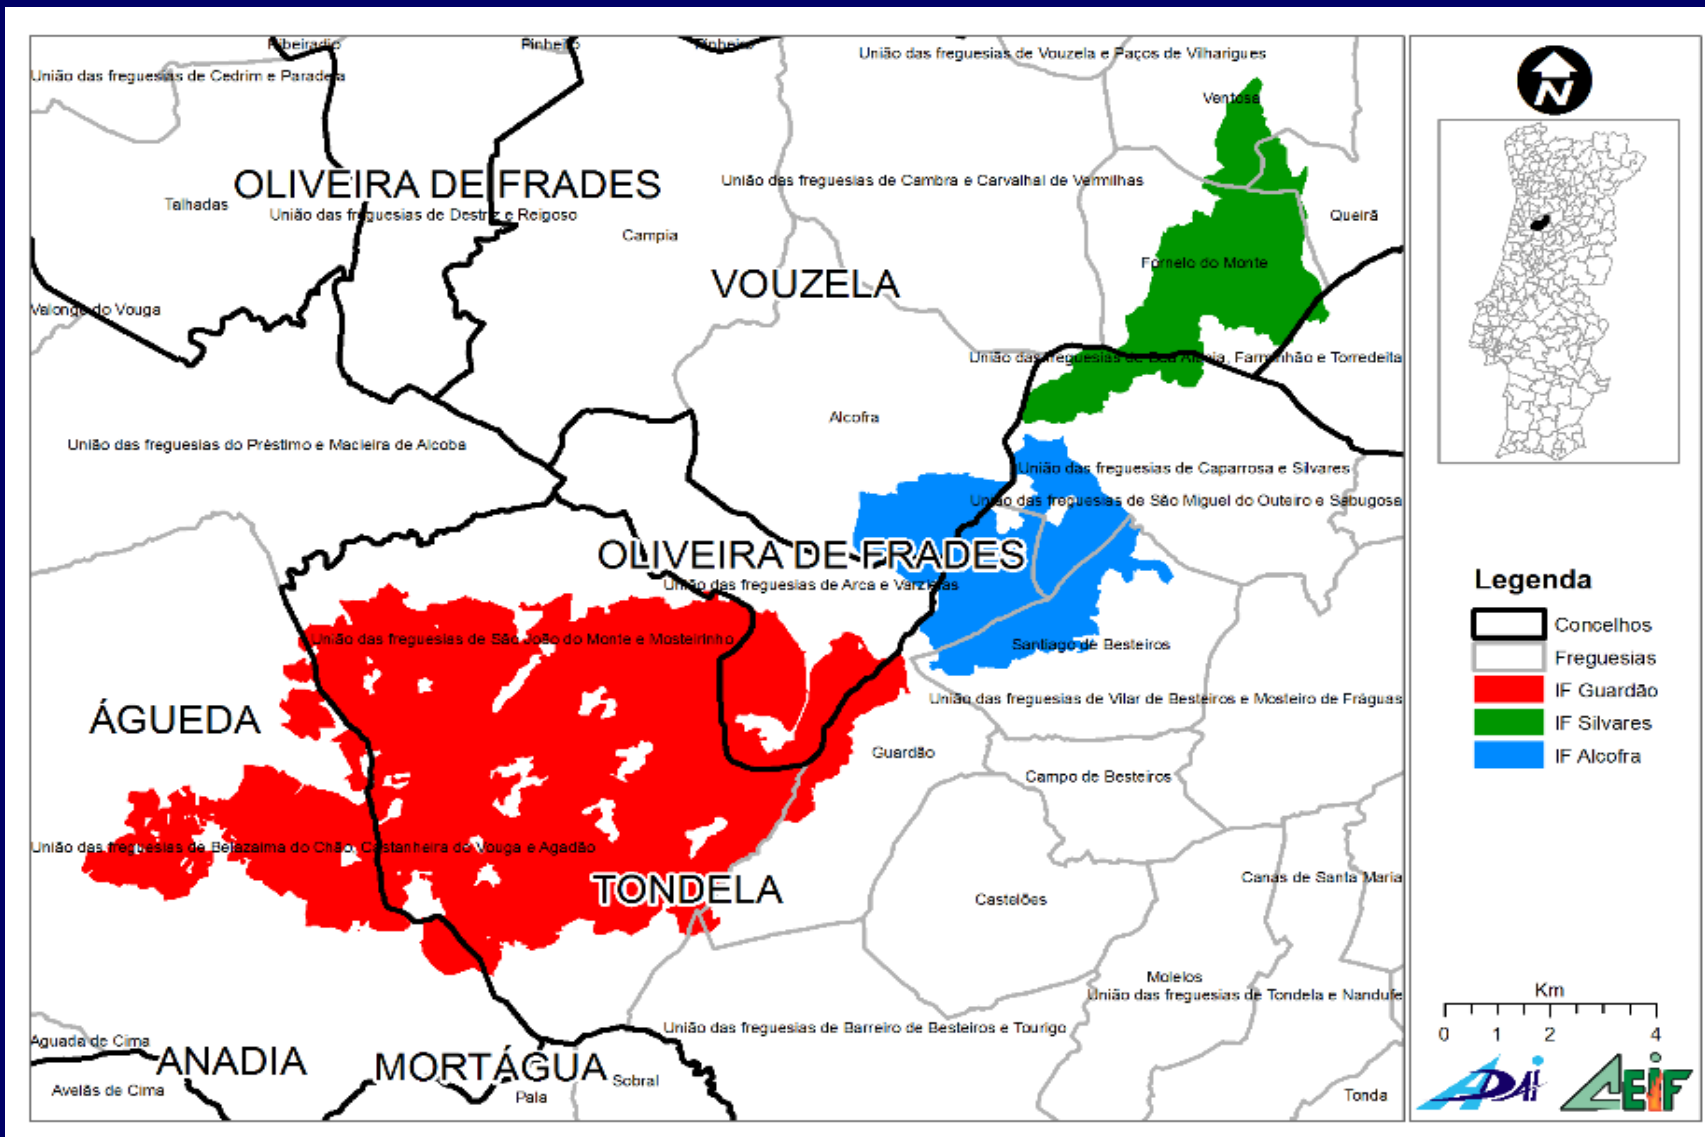 Ribeiradio
Pinheiro
Pinheiro
União das freguesias de Vouzela e Paços de Vilharigues
União das freguesias de Cedrim e Paradela
Ventosa
N
OLIVEIRA DE FRADES
União das freguesias de Cambra e Carvalhal de Vermilhas
Talhadas
União das freguesias de Destriz e Reigoso
Queirã
Campia
Fornelo do Monte
VOUZELA
Valongo do Vouga
União das freguesias de Boa Aldeia, Farminhão e Torredeita
Alcofra
União das freguesias do Préstimo e Macieira de Alcoba
União das freguesias de Caparrosa e Silvares
União das freguesias de São Miguel do Outeiro e Sabugosa
OLIVEIRA DE FRADES
União das freguesias de Arca e Varzielas
União das freguesias de São João do Monte e Mosteirinho
Santiago de Besteiros
União das freguesias de Vilar de Besteiros e Mosteiro de Fráguas
ÁGUEDA
Guardão
Campo de Besteiros
União das freguesias de Belazaima do Chão, Castanheira do Vouga e Agadão
TONDELA
Canas de Santa Maria
Castelões
Molelos
União das freguesias de Tondela e Nandufe
União das freguesias de Barreiro de Besteiros e Tourigo
Aguada de Cima
ANADIA
MORTÁGUA
Sobral
Avelãs de Cima
Pala
Tonda
Legenda
Concelhos
Freguesias
IF Guardão
IF Silvares
IF Alcofra
Km
0 1 2 4
ADAI
CEIF